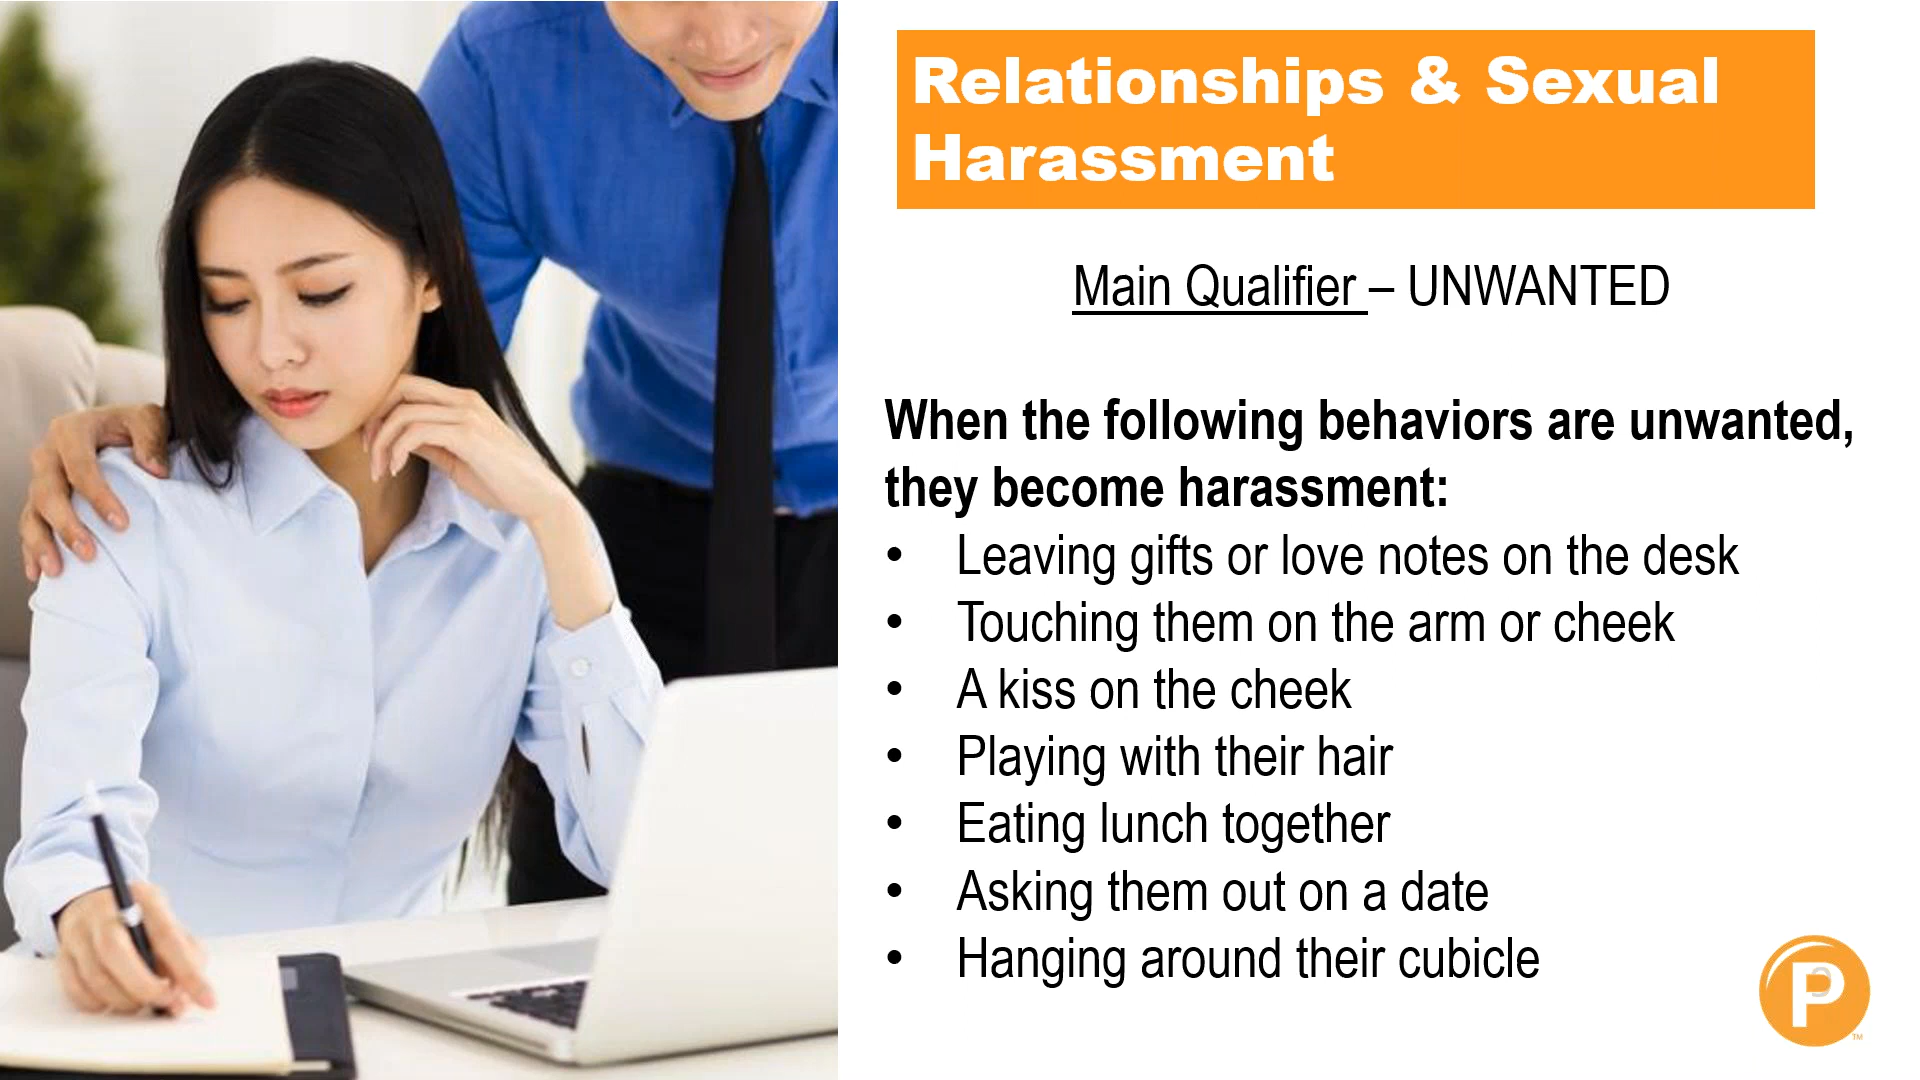 Relationships & Sexual
Harassment
Main Qualifier – UNWANTED
When the following behaviors are unwanted,
they become harassment:
• Leaving gifts or love notes on the desk
• Touching them on the arm or cheek
• A kiss on the cheek
• Playing with their hair
• Eating lunch together
• Asking them out on a date
• Hanging around their cubicle
P
TM